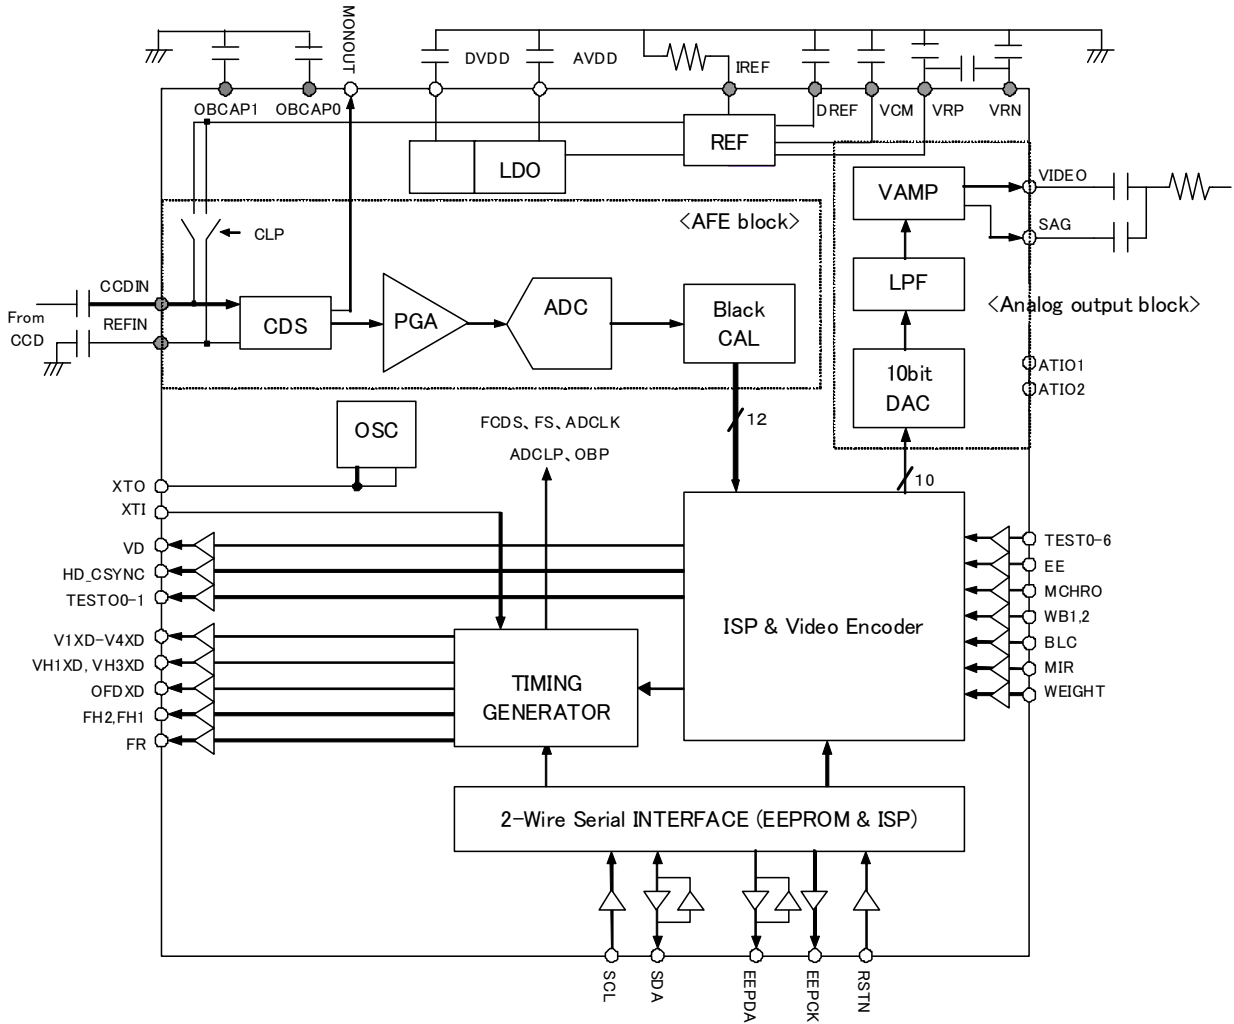 MONOUT
DVDD
AVDD
IREF
OBCAP1
OBCAP0
DREF
VCM
VRP
VRN
REF
LDO
VAMP
VIDEO
SAG
<AFE block>
CLP
LPF
<Analog output block>
CCDIN
From
CCD
REFIN
CDS
PGA
ADC
Black
CAL
10bit
DAC
ATIO1
ATIO2
12
10
OSC
FCDS、FS、ADCLK
ADCLP、OBP
XTO
XTI
VD
HD_CSYNC
TESTO0-1
V1XD-V4XD
VH1XD, VH3XD
OFDXD
FH2,FH1
FR
TIMING
GENERATOR
ISP & Video Encoder
TEST0-6
EE
MCHRO
WB1,2
BLC
MIR
WEIGHT
2-Wire Serial INTERFACE (EEPROM & ISP)
SCL
SDA
EEPDA
EEPCK
RSTN